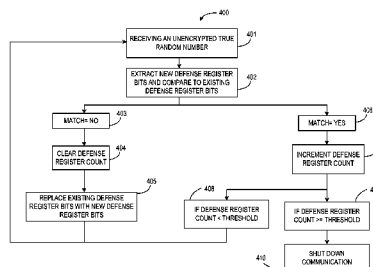 400
RECEIVING AN UNENCRYPTED TRUE
RANDOM NUMBER
401
EXTRACT NEW DEFENSE REGISTER
BITS AND COMPARE TO EXISTING
DEFENSE REGISTER BITS
402
MATCH= NO
403
MATCH= YES
CLEAR DEFENSE
REGISTER COUNT
404
INCREMENT DEFENSE
REGISTER COUNT
REPLACE EXISTING DEFENSE
REGISTER BITS WITH NEW DEFENSE
REGISTER BITS
405
IF DEFENSE REGISTER
COUNT < THRESHOLD
408
IF DEFENSE REGISTER
COUNT >= THRESHOLD
SHUT DOWN
COMMUNICATION
410